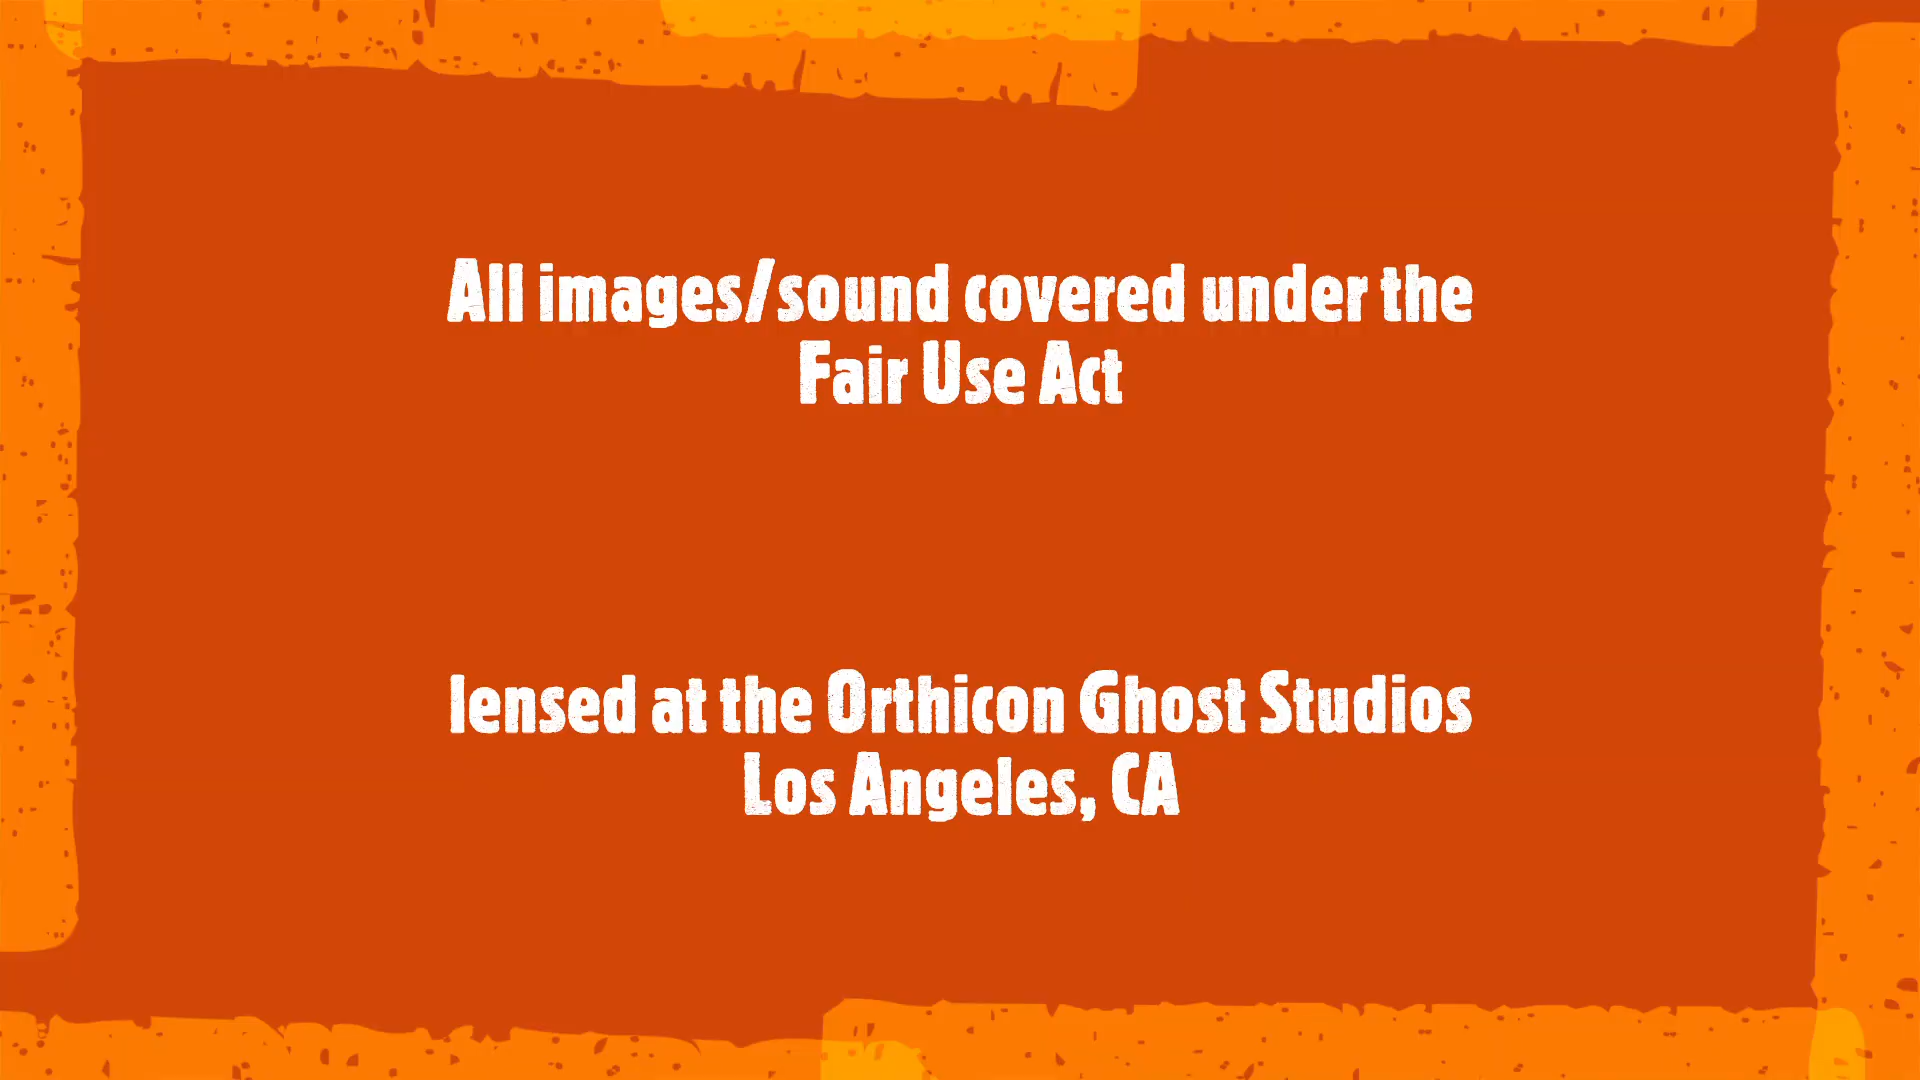 All images/sound covered under the
Fair Use Act
lensed at the Orthicon Ghost Studios
Los Angeles, CA